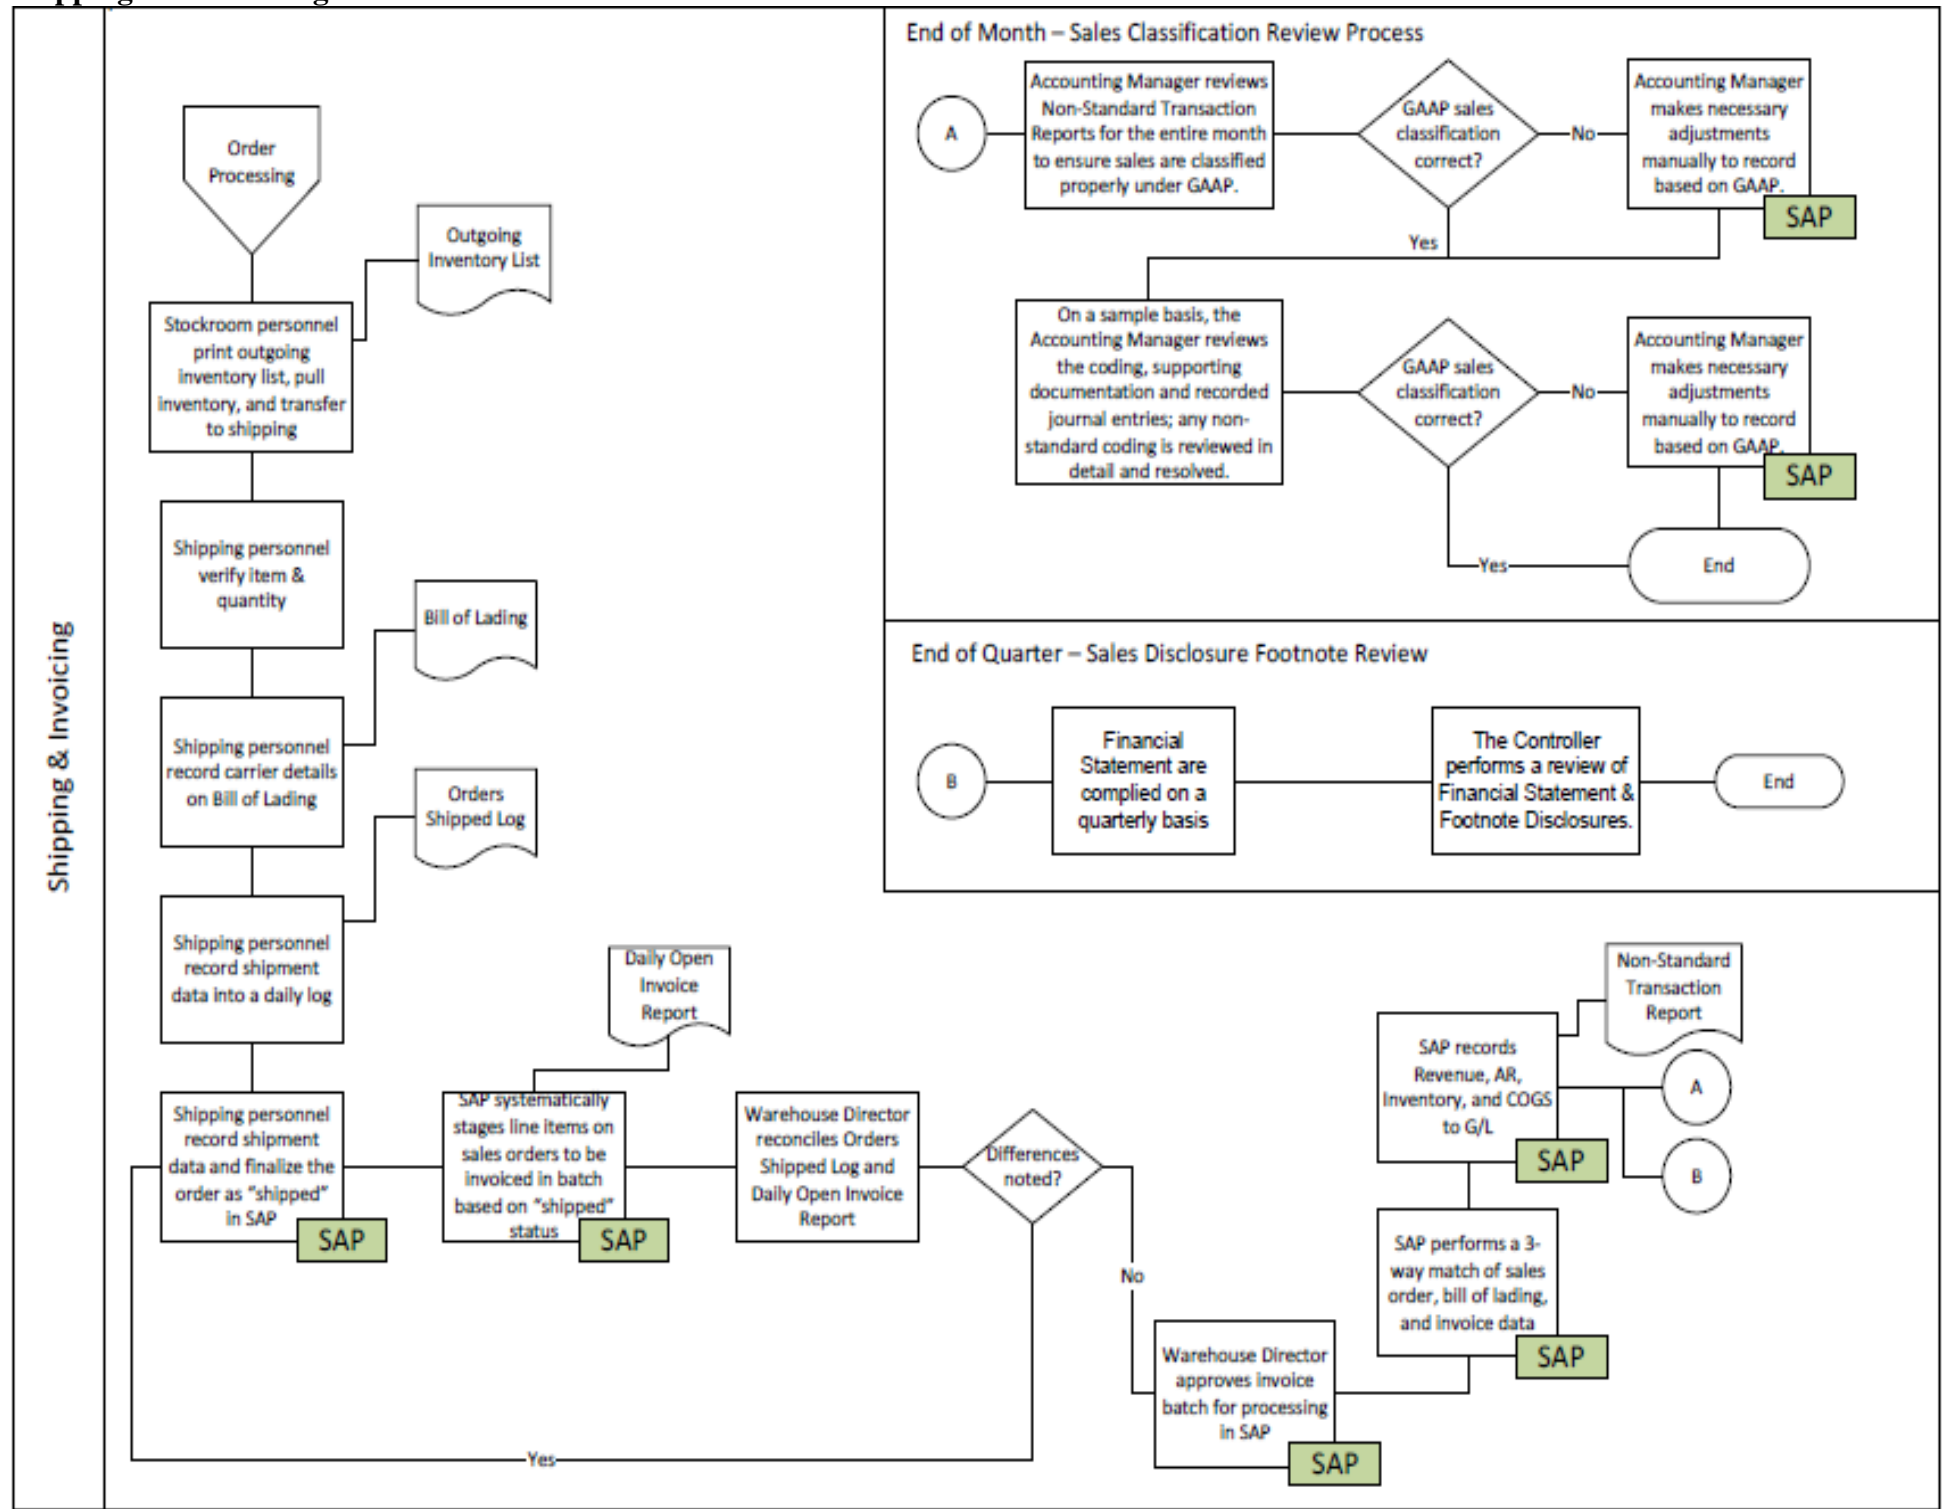 Shipping & Invoicing
Order
Processing
Outgoing
Inventory List
Stockroom personnel
print outgoing
inventory list, pull
inventory, and transfer
to shipping
Shipping personnel
verify item &
quantity
Bill of Lading
Shipping personnel
record carrier details
on Bill of Lading
Orders
Shipped Log
Shipping personnel
record shipment
data into a daily log
Shipping personnel
record shipment
data and finalize the
order as “shipped”
in SAP
SAP
Daily Open
Invoice
Report
SAP systematically
stages line items on
sales orders to be
invoiced in batch
based on “shipped”
status
SAP
Warehouse Director
reconciles Orders
Shipped Log and
Daily Open Invoice
Report
Differences
noted?
Yes
No
Warehouse Director
approves invoice
batch for processing
in SAP
SAP
SAP performs a 3-
way match of sales
order, bill of lading,
and invoice data
SAP
SAP records
Revenue, AR,
Inventory, and COGS
to G/L
SAP
Non-Standard
Transaction
Report
A
B
End of Month – Sales Classification Review Process
A
Accounting Manager reviews
Non-Standard Transaction
Reports for the entire month
to ensure sales are classified
properly under GAAP.
GAAP sales
classification
correct?
No
Accounting Manager
makes necessary
adjustments
manually to record
based on GAAP.
SAP
Yes
On a sample basis, the
Accounting Manager reviews
the coding, supporting
documentation and recorded
journal entries; any non-
standard coding is reviewed in
detail and resolved.
GAAP sales
classification
correct?
No
Accounting Manager
makes necessary
adjustments
manually to record
based on GAAP.
SAP
Yes
End
End of Quarter – Sales Disclosure Footnote Review
B
Financial
Statement are
complied on a
quarterly basis
The Controller
performs a review of
Financial Statement &
Footnote Disclosures.
End